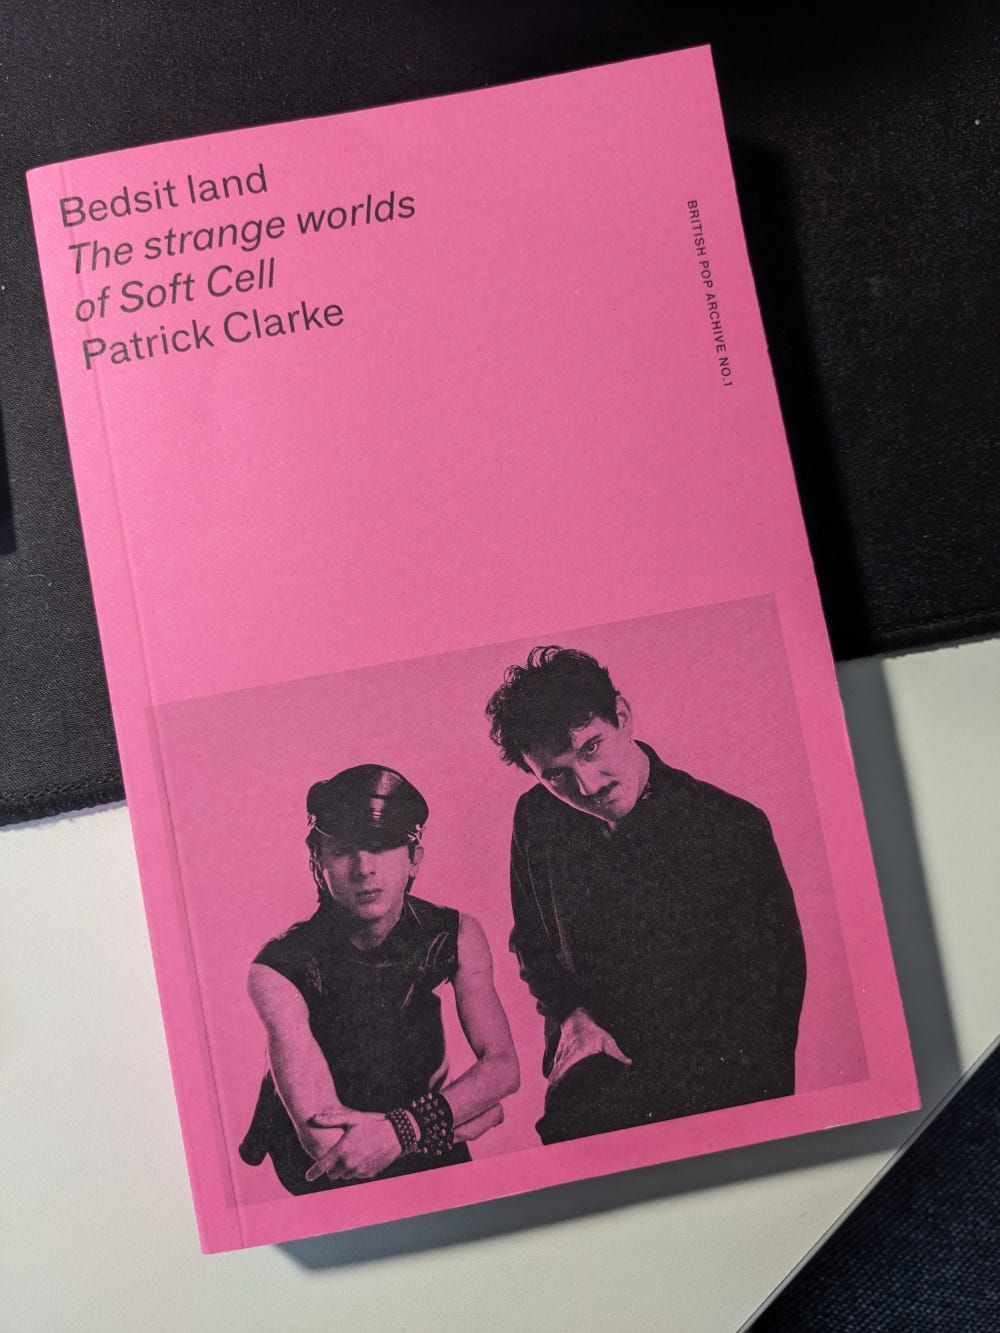 Bedsit land
The strange worlds
of Soft Cell
Patrick Clarke
BRITISH POP ARCHIVE NO.1